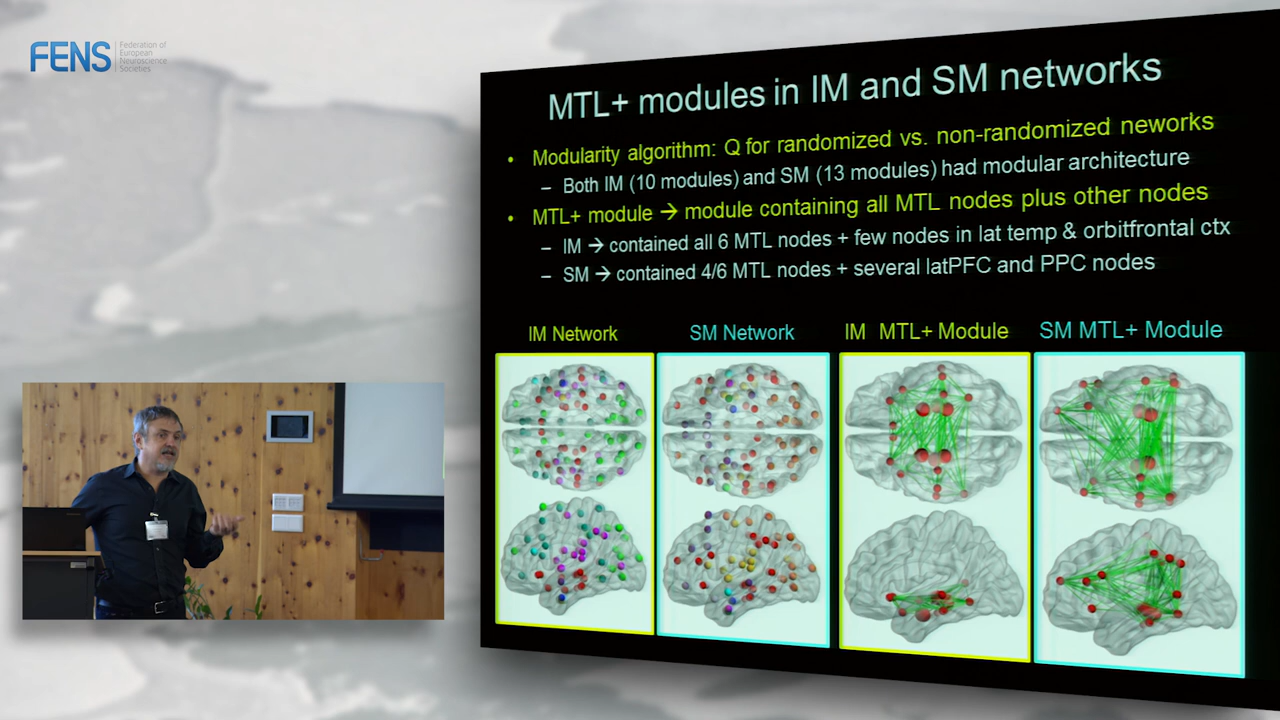 FENS
Federation of
European
Neuroscience
Societies
MTL+ modules in IM and SM networks
• Modularity algorithm: Q for randomized vs. non-randomized neworks
– Both IM (10 modules) and SM (13 modules) had modular architecture
• MTL+ module → module containing all MTL nodes plus other nodes
– IM → contained all 6 MTL nodes + few nodes in lat temp & orbitfrontal ctx
– SM → contained 4/6 MTL nodes + several latPFC and PPC nodes
IM Network
SM Network
IM MTL+ Module
SM MTL+ Module